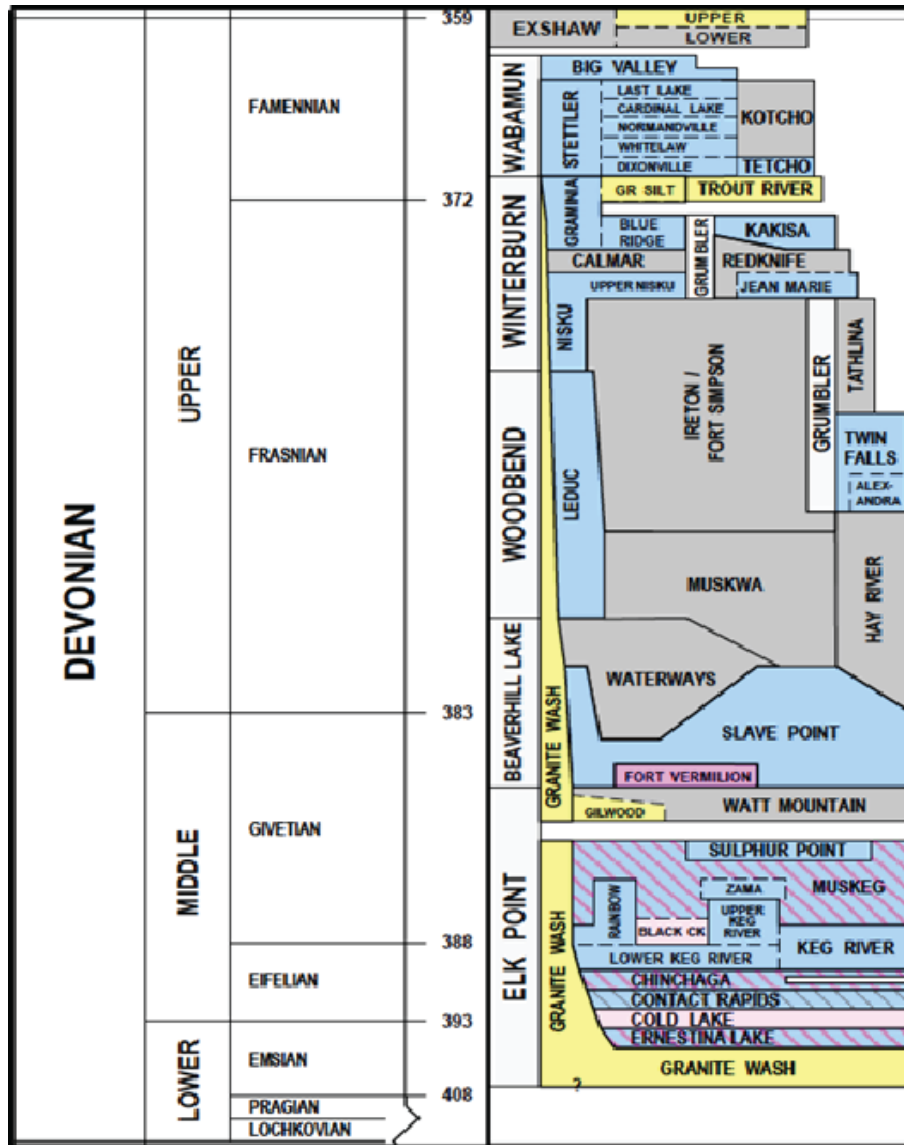 DEVONIAN
UPPER
MIDDLE
LOWER
FAMENNIAN
FRASNIAN
GIVETIAN
EIFELIAN
EMSIAN
PRAGIAN
LOCHKOVIAN
359
372
383
388
393
408
WABAMUN
WINTERBURN
WOODBEND
BEAVERHILL LAKE
ELK POINT
EXSHAW
UPPER
LOWER
BIG VALLEY
STETTLER
LAST LAKE
CARDINAL LAKE
NORMANDVILLE
WHITELAW
DIXONVILLE
KOTCHO
TETCHO
GRAMINIA
GR SILT
TROUT RIVER
BLUE
RIDGE
GRUMBLER
KAKISA
CALMAR
REDKNIFE
UPPER NISKU
JEAN MARIE
NISKU
IRETON /
FORT SIMPSON
GRUMBLER
TATHLINA
TWIN
FALLS
ALEX-
ANDRA
LEDUC
MUSKWA
HAY RIVER
WATERWAYS
SLAVE POINT
FORT VERMILION
GRANITE WASH
GILWOOD
WATT MOUNTAIN
SULPHUR POINT
MUSKEG
ZAMA
RAINBOW
BLACK CK
UPPER
KEG
RIVER
KEG RIVER
LOWER KEG RIVER
CHINCHAGA
CONTACT RAPIDS
COLD LAKE
ERNESTINA LAKE
GRANITE WASH
GRANITE WASH
?